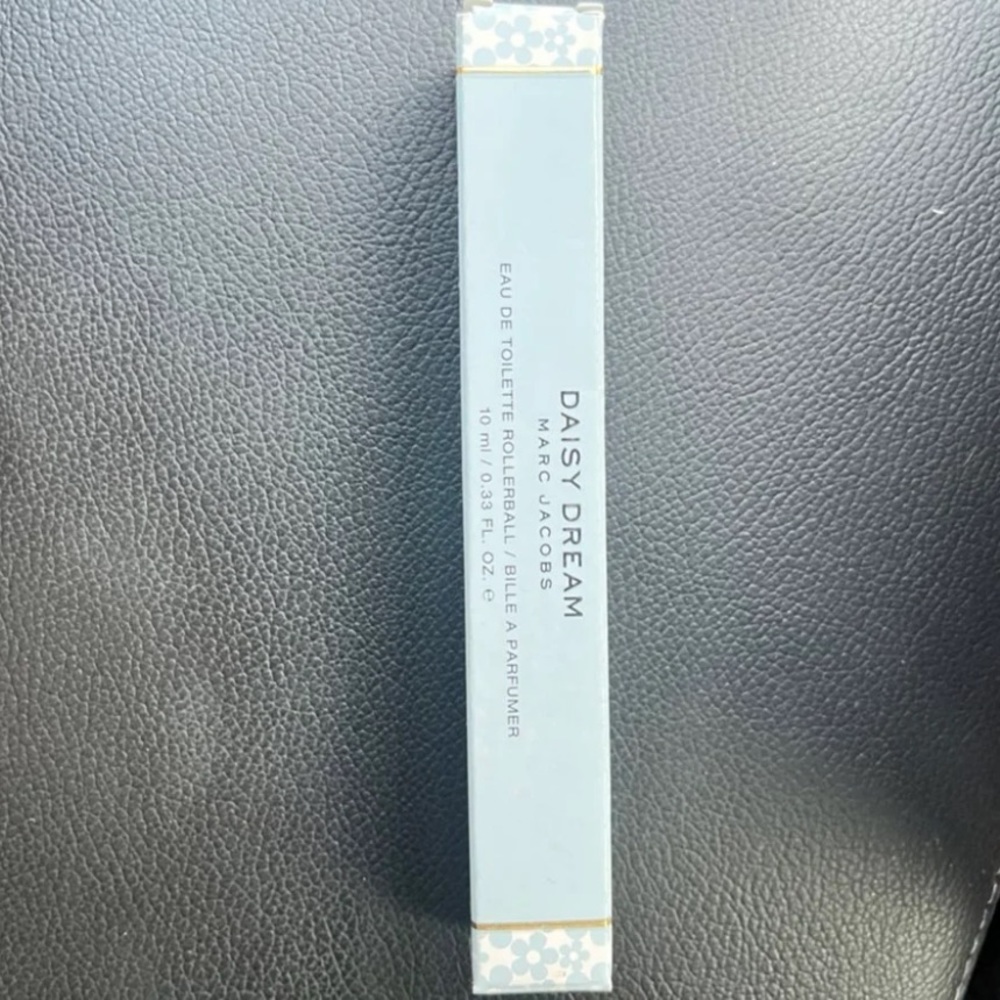 DAISY DREAM
MARC JACOBS
EAU DE TOILETTE ROLLERBALL / BILLE A PARFUMER
10 ml / 0.33 FL. OZ. ℮